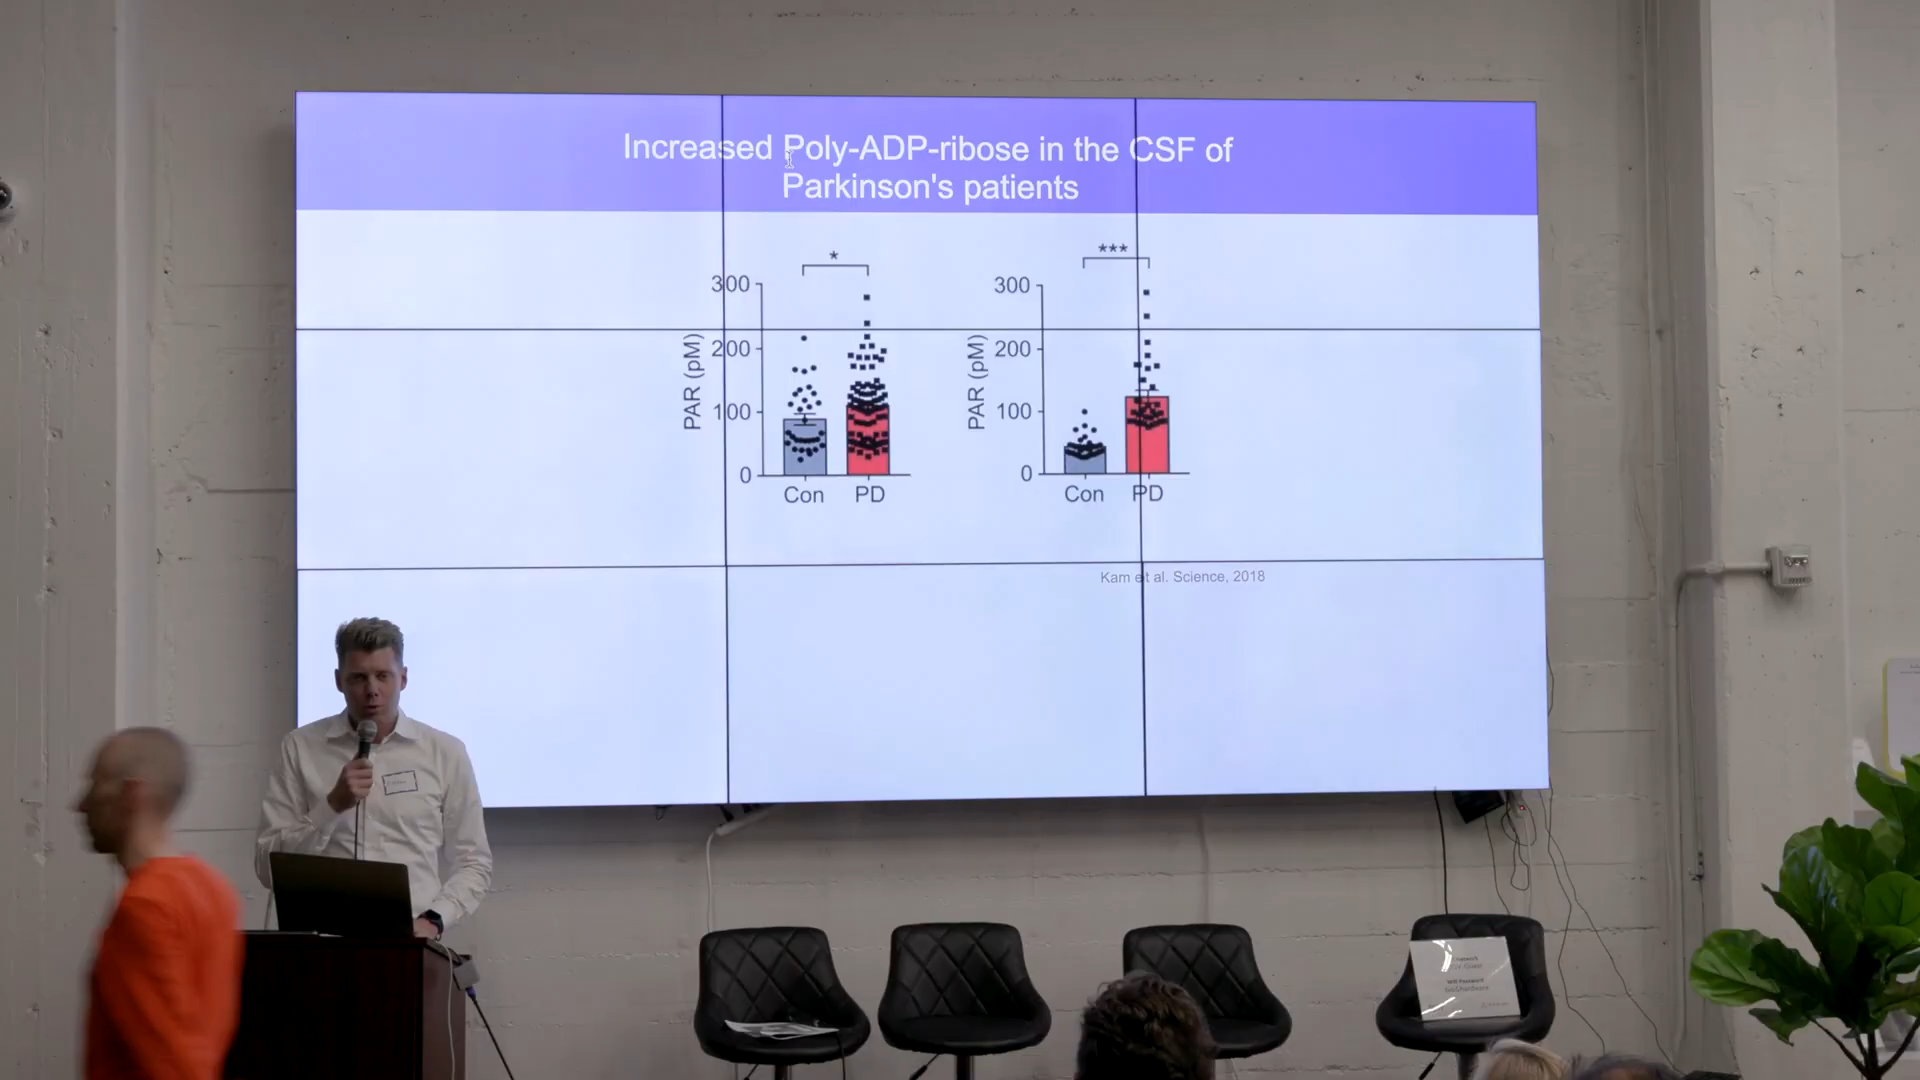 Increased Poly-ADP-ribose in the CSF of
Parkinson's patients
*
300
200
100
0
PAR (pM)
Con
PD
***
300
200
100
0
PAR (pM)
Con
PD
Kam et al. Science, 2018